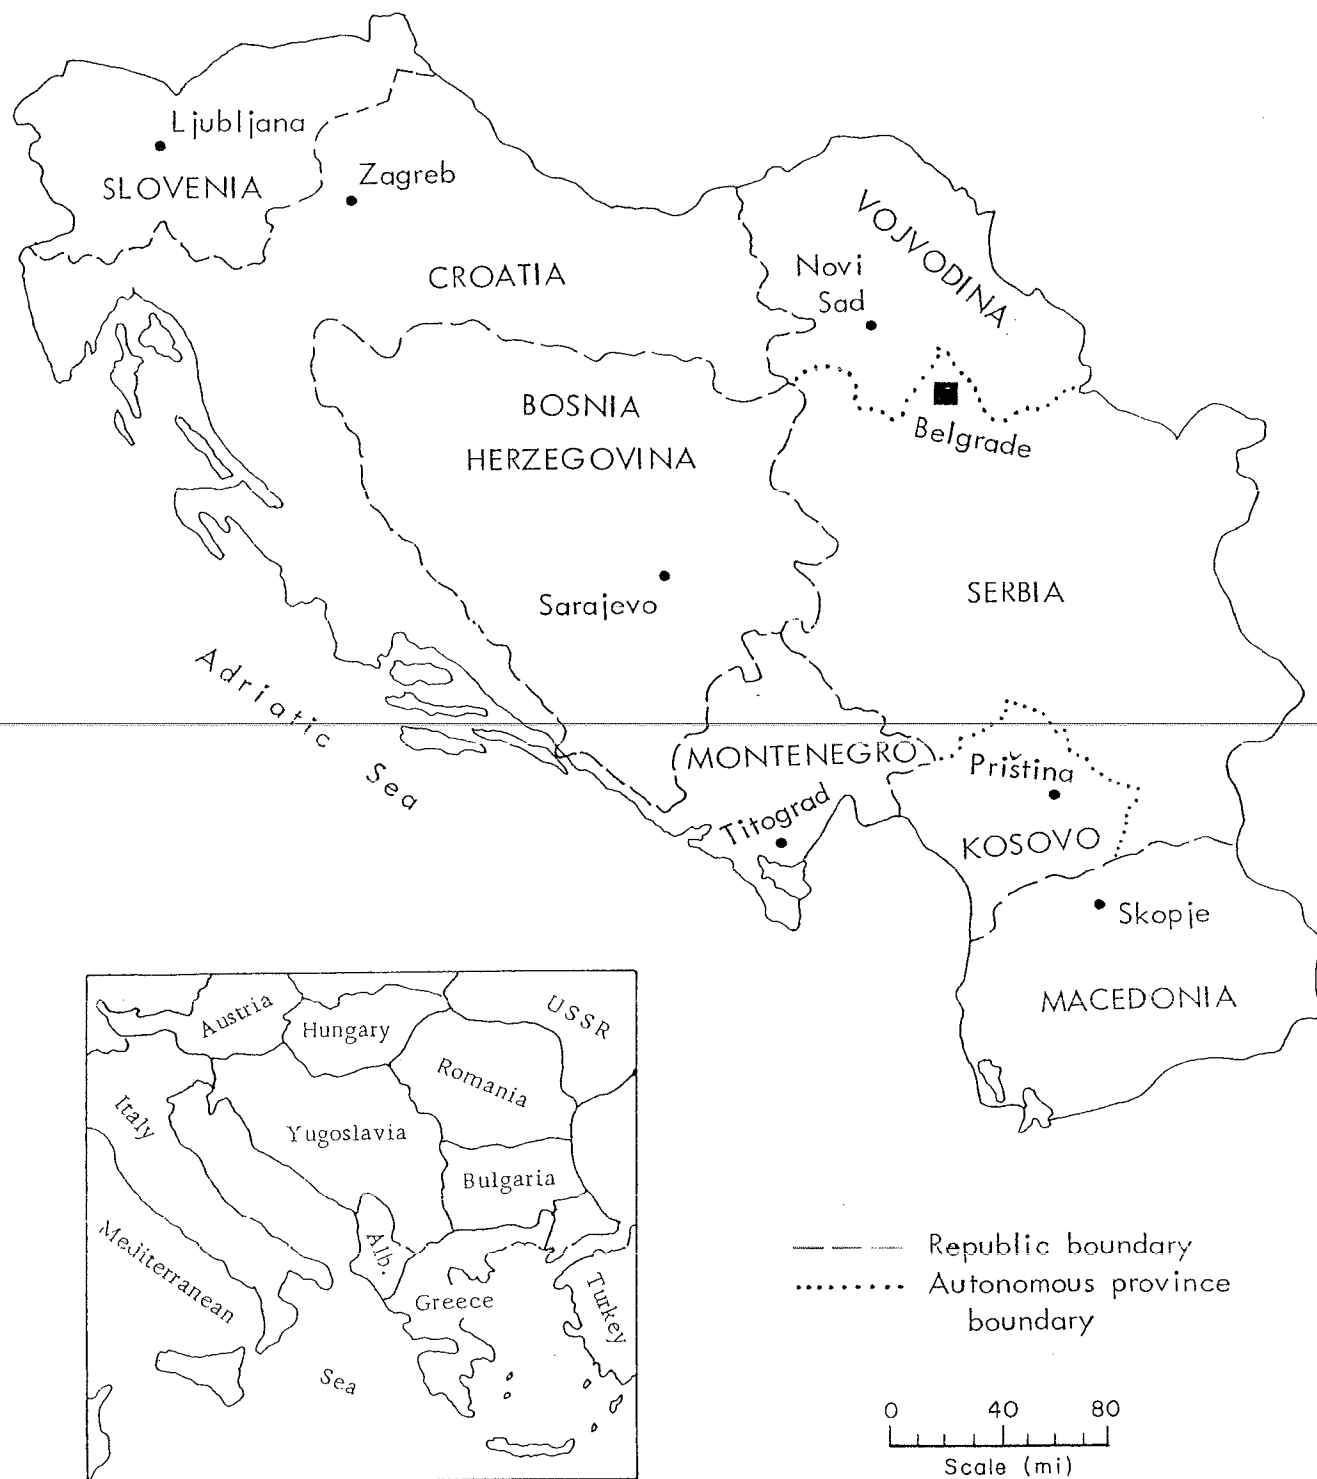 Ljubljana
SLOVENIA
Zagreb
CROATIA
VOJVODINA
Novi
Sad
Belgrade
BOSNIA
HERZEGOVINA
Sarajevo
SERBIA
Adriatic Sea
MONTENEGRO
Titograd
Priština
KOSOVO
Skopje
MACEDONIA
Austria
Hungary
USSR
Romania
Italy
Yugoslavia
Bulgaria
Alb.
Mediterranean
Greece
Turkey
Sea
Republic boundary
Autonomous province
boundary
0 40 80
Scale (mi)